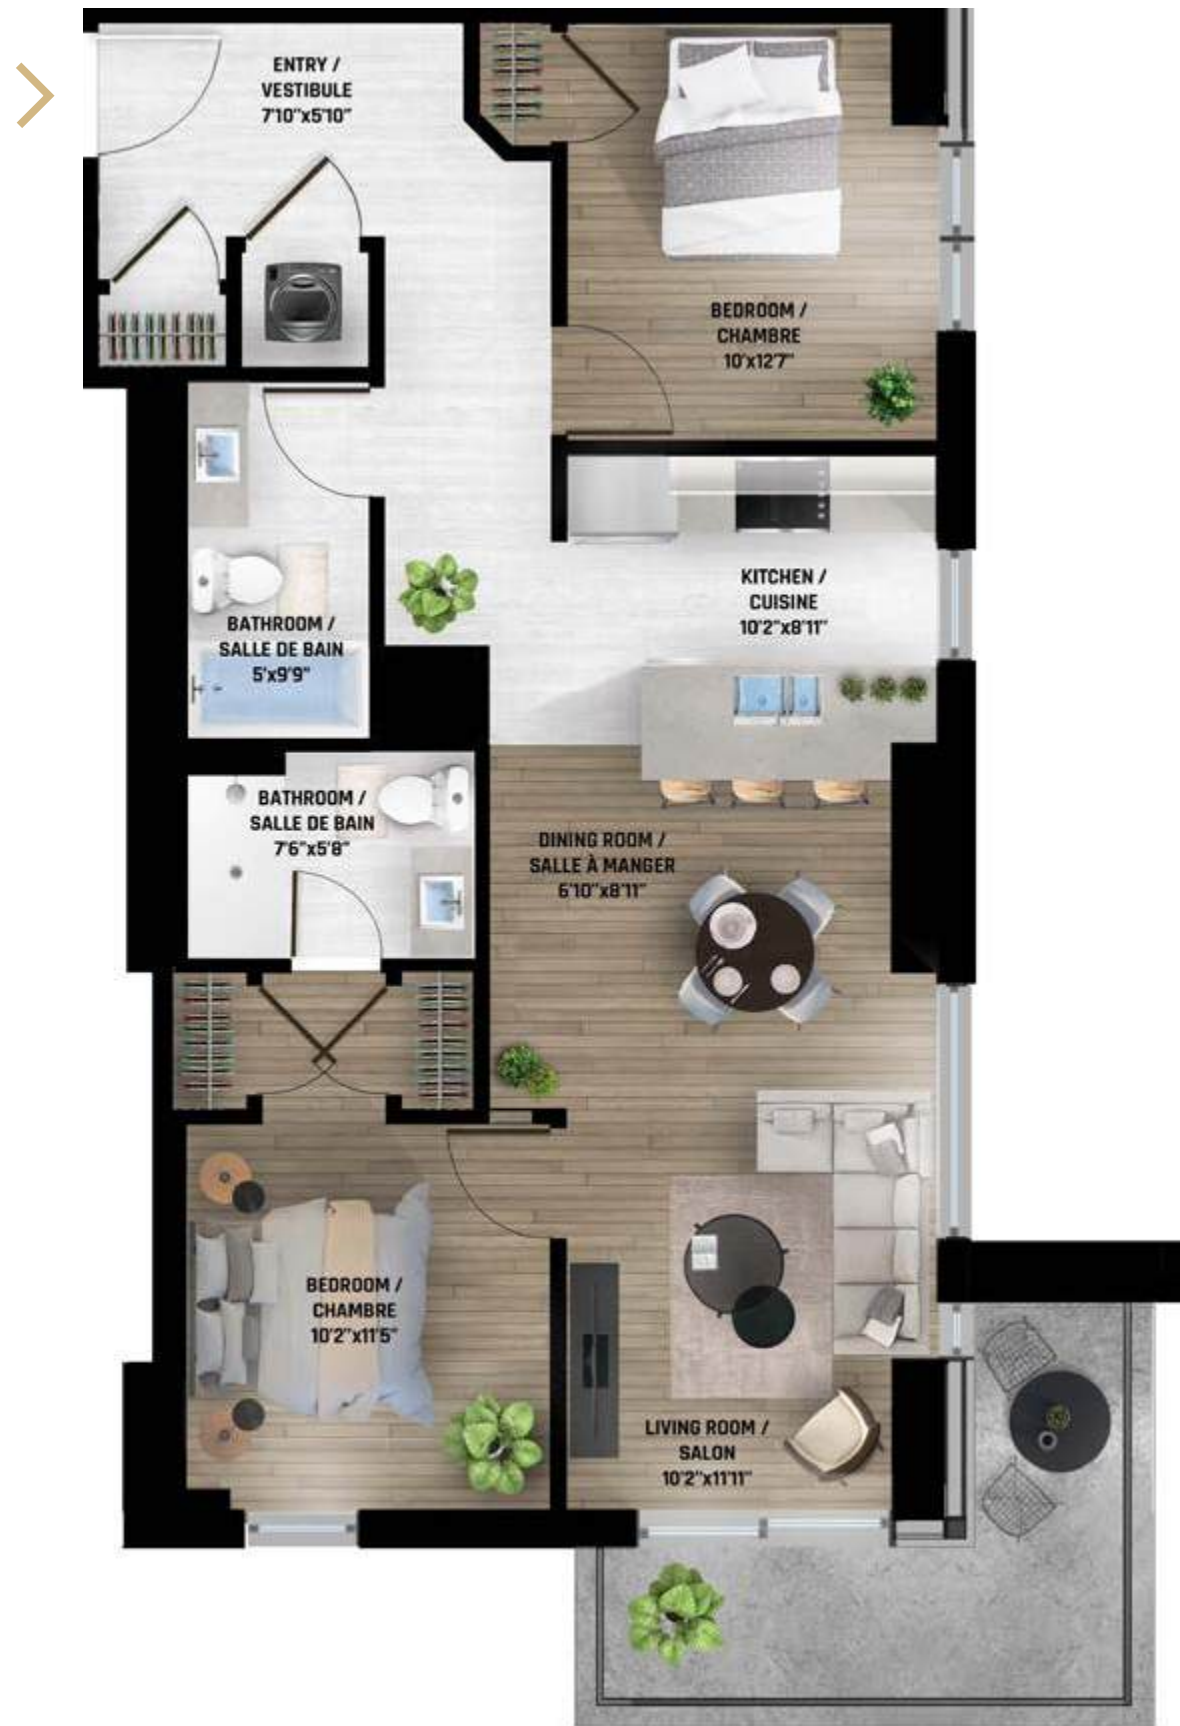 ENTRY /
VESTIBULE
7'10"x5'10"
BEDROOM /
CHAMBRE
10'x12'7"
KITCHEN /
CUISINE
10'2"x8'11"
BATHROOM /
SALLE DE BAIN
5'x9'9"
BATHROOM /
SALLE DE BAIN
7'6"x5'8"
DINING ROOM /
SALLE À MANGER
6'10"x8'11"
BEDROOM /
CHAMBRE
10'2"x11'5"
LIVING ROOM /
SALON
10'2"x11'11"